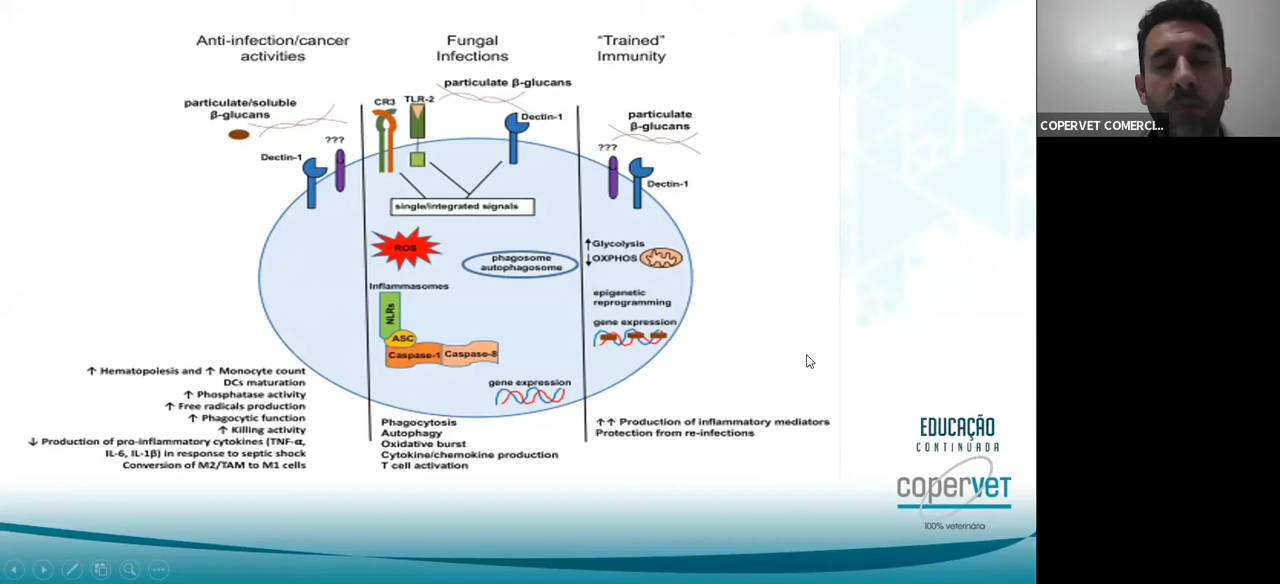 Anti-infection/cancer
activities
particulate/soluble
β-glucans
???
Dectin-1
↑ Hematopoiesis and ↑ Monocyte count
DCs maturation
↑ Phosphatase activity
↑ Free radicals production
↑ Phagocytic function
↑ Killing activity
↓ Production of pro-inflammatory cytokines (TNF-α,
IL-6, IL-1β) in response to septic shock
Conversion of M2/TAM to M1 cells
Fungal
Infections
particulate β-glucans
CR3
TLR-2
Dectin-1
single/integrated signals
ROS
phagosome
autophagosome
Inflammasomes
NLRs
ASC
Caspase-1
Caspase-8
gene expression
Phagocytosis
Autophagy
Oxidative burst
Cytokine/chemokine production
T cell activation
"Trained"
Immunity
particulate
β-glucans
???
Dectin-1
↑Glycolysis
↓OXPHOS
epigenetic
reprogramming
gene expression
↑↑ Production of inflammatory mediators
Protection from re-infections
EDUCAÇÃO
CONTINUADA
copervet
100% veterinária
COPERVET COMERCI...